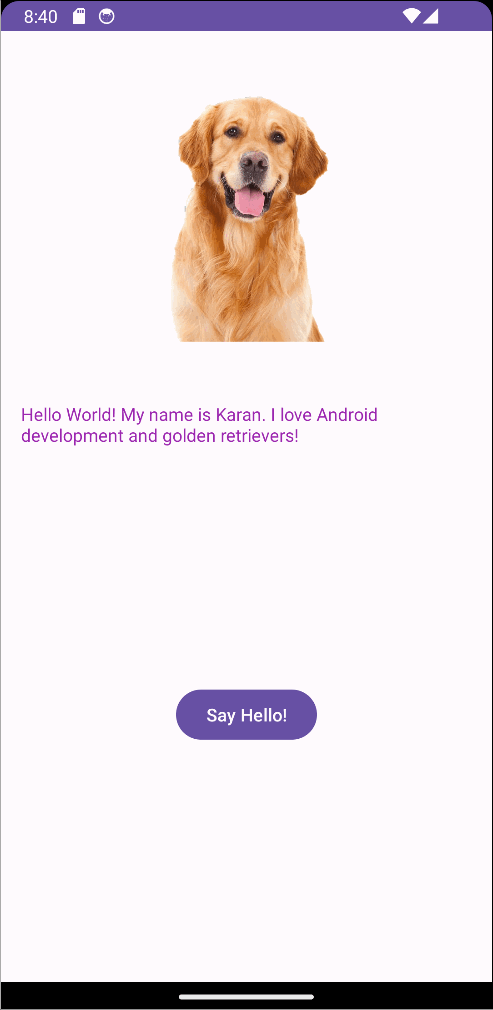 8:40
Hello World! My name is Karan. I love Android
development and golden retrievers!
Say Hello!